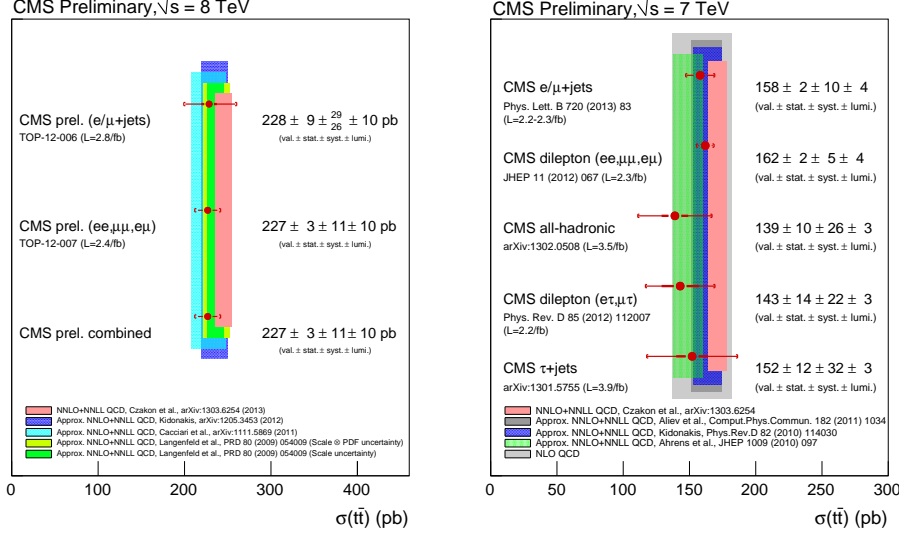 CMS Preliminary,√s = 8 TeV
CMS prel. (e/μ+jets)
TOP-12-006 (L=2.8/fb)
228 ± 9 ± 29 26 ± 10 pb
(val. ± stat. ± syst. ± lumi.)
CMS prel. (ee,μμ,eμ)
TOP-12-007 (L=2.4/fb)
227 ± 3 ± 11 ± 10 pb
(val. ± stat. ± syst. ± lumi.)
CMS prel. combined
227 ± 3 ± 11 ± 10 pb
(val. ± stat. ± syst. ± lumi.)
NNLO+NNLL QCD, Czakon et al., arXiv:1303.6254 (2013)
Approx. NNLO+NNLL QCD, Kidonakis, arXiv:1205.3453 (2012)
Approx. NNLO+NNLL QCD, Cacciari et al., arXiv:1111.5869 (2011)
Approx. NNLO+NNLL QCD, Langenfeld et al., PRD 80 (2009) 054009 (Scale ⊗ PDF uncertainty)
Approx. NNLO+NNLL QCD, Langenfeld et al., PRD 80 (2009) 054009 (Scale uncertainty)
0 100 200 300 400
σ(tt̄) (pb)
CMS Preliminary,√s = 7 TeV
CMS e/μ+jets
Phys. Lett. B 720 (2013) 83
(L=2.2-2.3/fb)
158 ± 2 ± 10 ± 4
(val. ± stat. ± syst. ± lumi.)
CMS dilepton (ee,μμ,eμ)
JHEP 11 (2012) 067 (L=2.3/fb)
162 ± 2 ± 5 ± 4
(val. ± stat. ± syst. ± lumi.)
CMS all-hadronic
arXiv:1302.0508 (L=3.5/fb)
139 ± 10 ± 26 ± 3
(val. ± stat. ± syst. ± lumi.)
CMS dilepton (eτ,μτ)
Phys. Rev. D 85 (2012) 112007
(L=2.2/fb)
143 ± 14 ± 22 ± 3
(val. ± stat. ± syst. ± lumi.)
CMS τ+jets
arXiv:1301.5755 (L=3.9/fb)
152 ± 12 ± 32 ± 3
(val. ± stat. ± syst. ± lumi.)
NNLO+NNLL QCD, Czakon et al., arXiv:1303.6254
Approx. NNLO+NNLL QCD, Aliev et al., Comput.Phys.Commun. 182 (2011) 1034
Approx. NNLO+NNLL QCD, Kidonakis, Phys.Rev.D 82 (2010) 114030
Approx. NNLO+NNLL QCD, Ahrens et al., JHEP 1009 (2010) 097
NLO QCD
0 50 100 150 200 250 300
σ(tt̄) (pb)